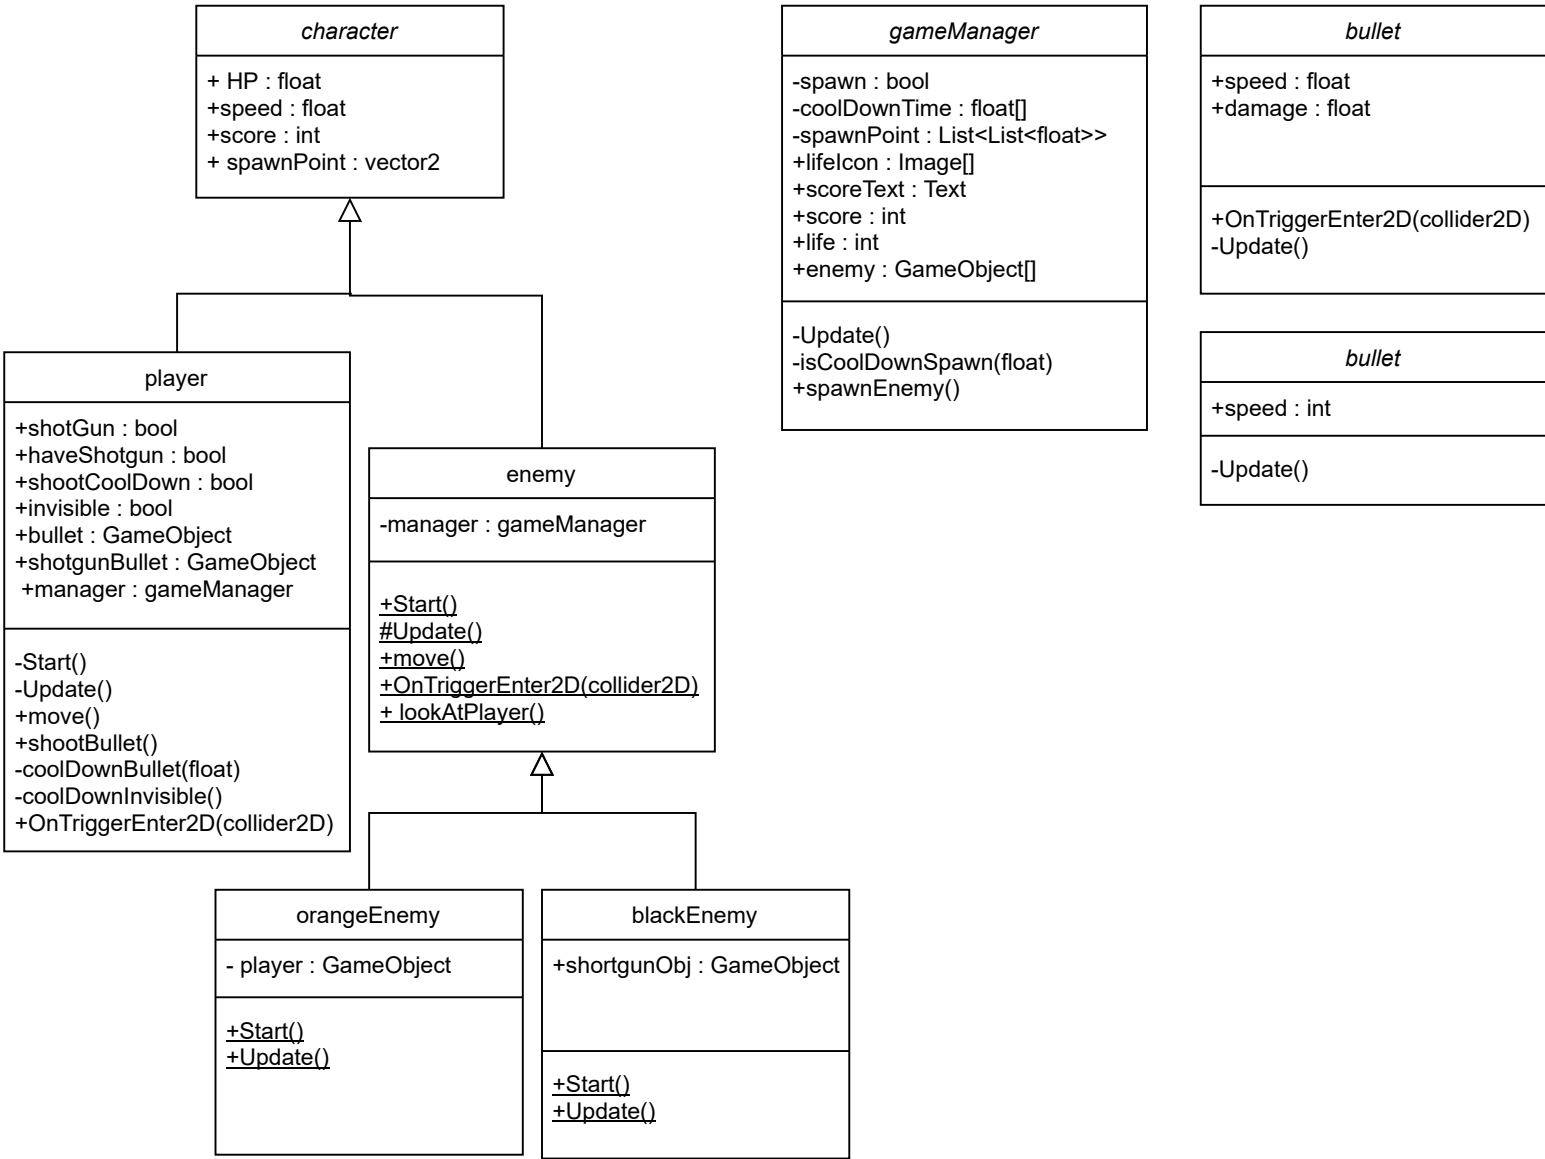 character
+ HP : float
+speed : float
+score : int
+ spawnPoint : vector2
player
+shotGun : bool
+haveShotgun : bool
+shootCoolDown : bool
+invisible : bool
+bullet : GameObject
+shotgunBullet : GameObject
+manager : gameManager
-Start()
-Update()
+move()
+shootBullet()
-coolDownBullet(float)
-coolDownInvisible()
+OnTriggerEnter2D(collider2D)
enemy
-manager : gameManager
+Start()
#Update()
+move()
+OnTriggerEnter2D(collider2D)
+ lookAtPlayer()
orangeEnemy
- player : GameObject
+Start()
+Update()
blackEnemy
+shortgunObj : GameObject
+Start()
+Update()
gameManager
-spawn : bool
-coolDownTime : float[]
-spawnPoint : List<List<float>>
+lifeIcon : Image[]
+scoreText : Text
+score : int
+life : int
+enemy : GameObject[]
-Update()
-isCoolDownSpawn(float)
+spawnEnemy()
bullet
+speed : float
+damage : float
+OnTriggerEnter2D(collider2D)
-Update()
bullet
+speed : int
-Update()